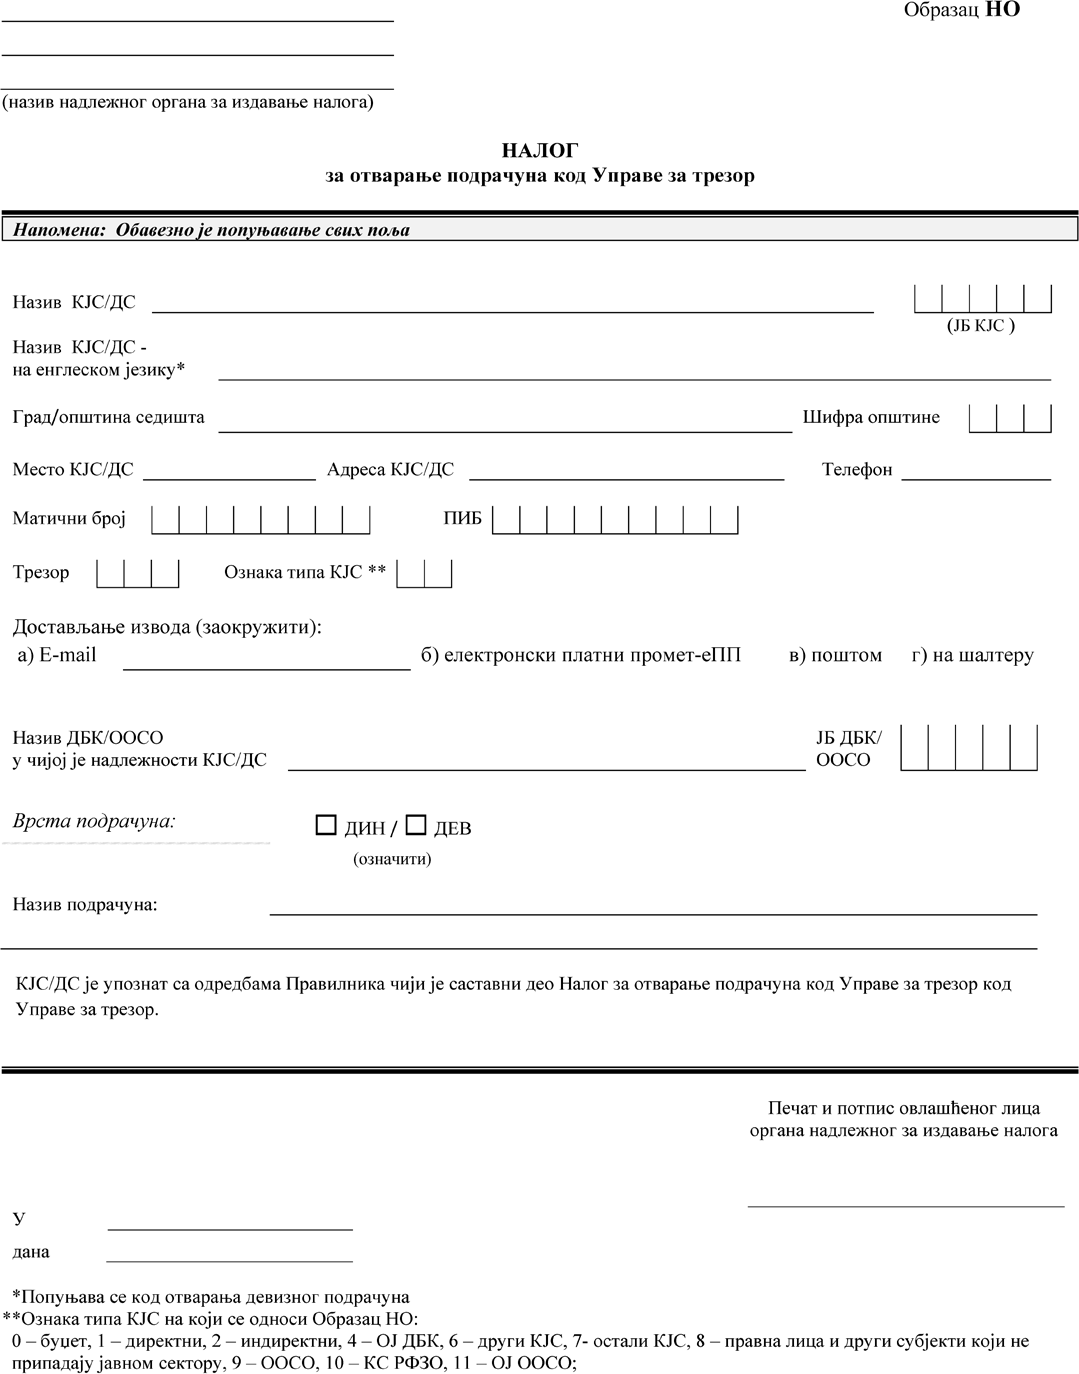 Образац НО
(назив надлежног органа за издавање налога)
НАЛОГ
за отварање подрачуна код Управе за трезор
Напомена: Обавезно је попуњавање свих поља
Назив КЈС/ДС
(ЈБ КЈС )
Назив КЈС/ДС -
на енглеском језику*
Град/општина седишта Шифра општине
Место КЈС/ДС Адреса КЈС/ДС Телефон
Матични број ПИБ
Трезор Ознака типа КЈС **
Достављање извода (заокружити):
а) E-mail б) електронски платни промет-еПП в) поштом г) на шалтеру
Назив ДБК/ООСО ЈБ ДБК/
у чијој је надлежности КЈС/ДС ООСО
Врста подрачуна: ДИН / ДЕВ
(означити)
Назив подрачуна:
КЈС/ДС је упознат са одредбама Правилника чији је саставни део Налог за отварање подрачуна код Управе за трезор код
Управе за трезор.
Печат и потпис овлашћеног лица
органа надлежног за издавање налога
У
дана
*Попуњава се код отварања девизног подрачуна
**Ознака типа КЈС на који се односи Образац НО:
0 – буџет, 1 – директни, 2 – индиректни, 4 – ОЈ ДБК, 6 – други КЈС, 7- остали КЈС, 8 – правна лица и други субјекти који не
припадају јавном сектору, 9 – ООСО, 10 – КС РФЗО, 11 – ОЈ ООСО;